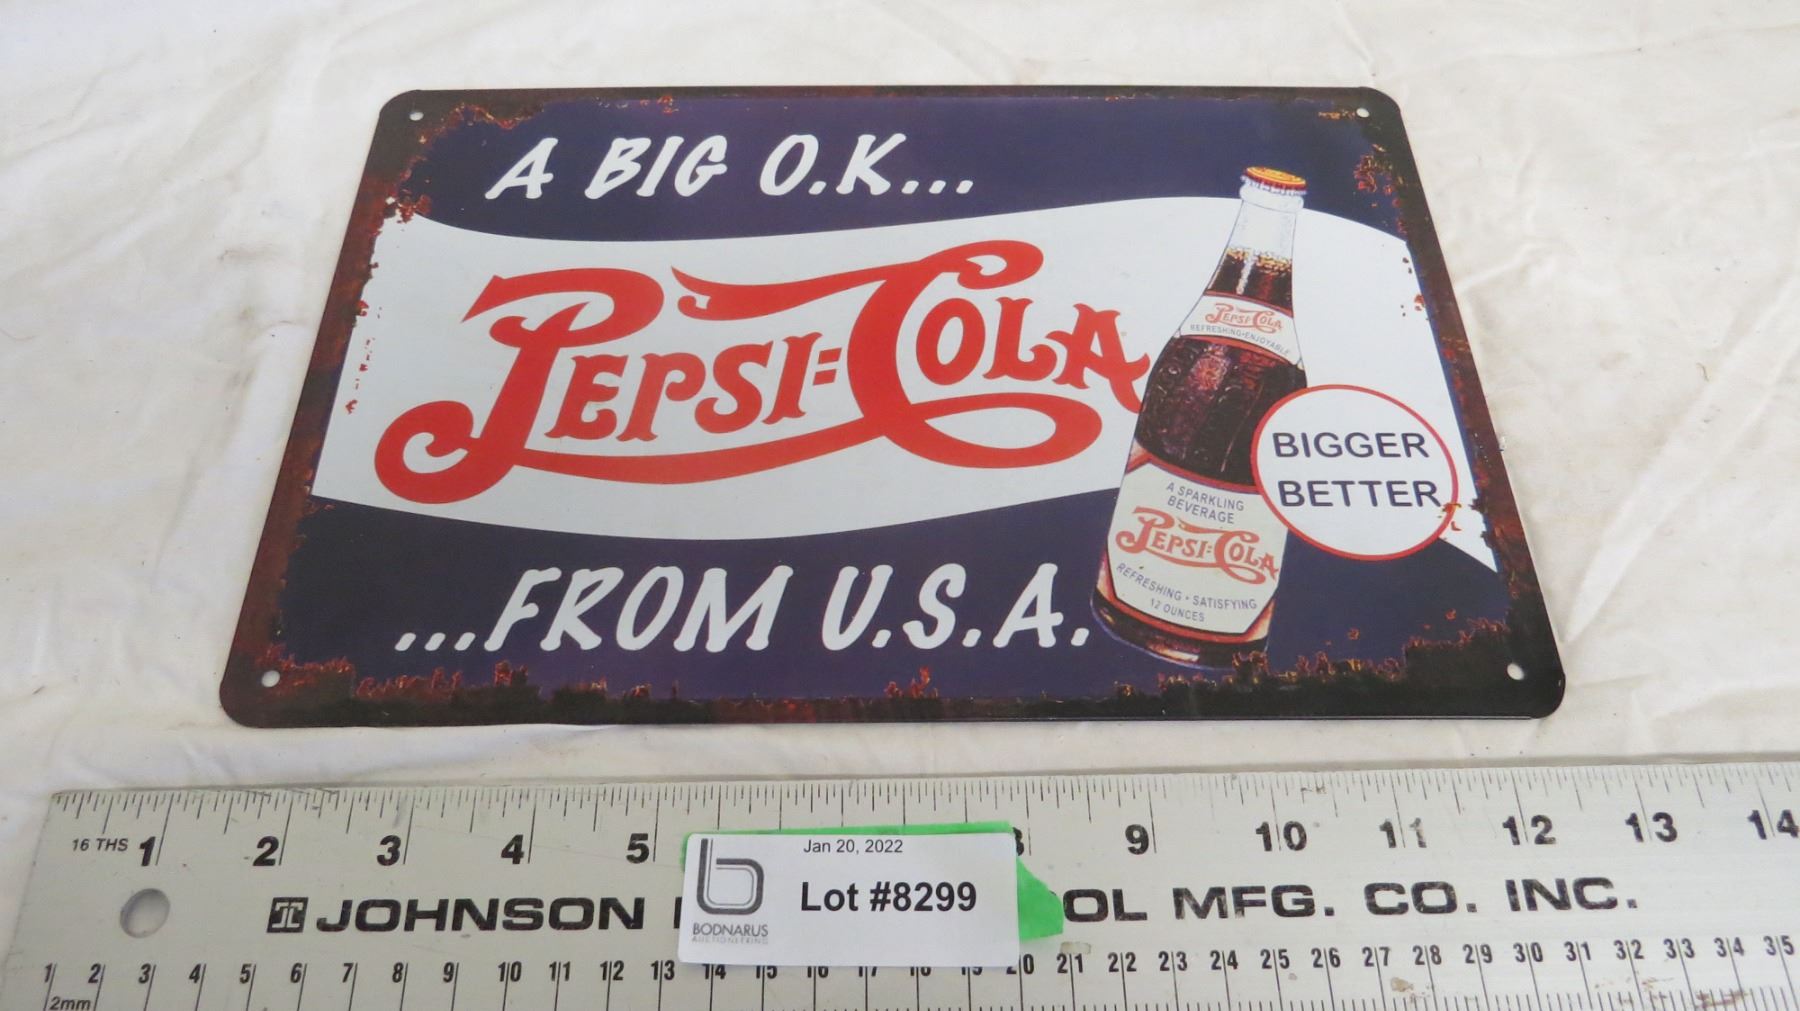 A BIG O.K...
PEPSI=COLA
PEPSI=COLA
REFRESHING-ENJOYABLE
BIGGER
BETTER
A SPARKLING
BEVERAGE
PEPSI=COLA
REFRESHING • SATISFYING
12 OUNCES
...FROM U.S.A.
16 THS 1 2 3 4 5 8 9 10 11 12 13 14
Jan 20, 2022
Lot #8299
BODNARUS
AUCTIONEERING
JOHNSON OL MFG. CO. INC.
1 2 3 4 5 6 7 8 9 10 11 12 13 14 15 16 17 18 19 20 21 22 23 24 25 26 27 28 29 30 31 32 33 34 35
2mm